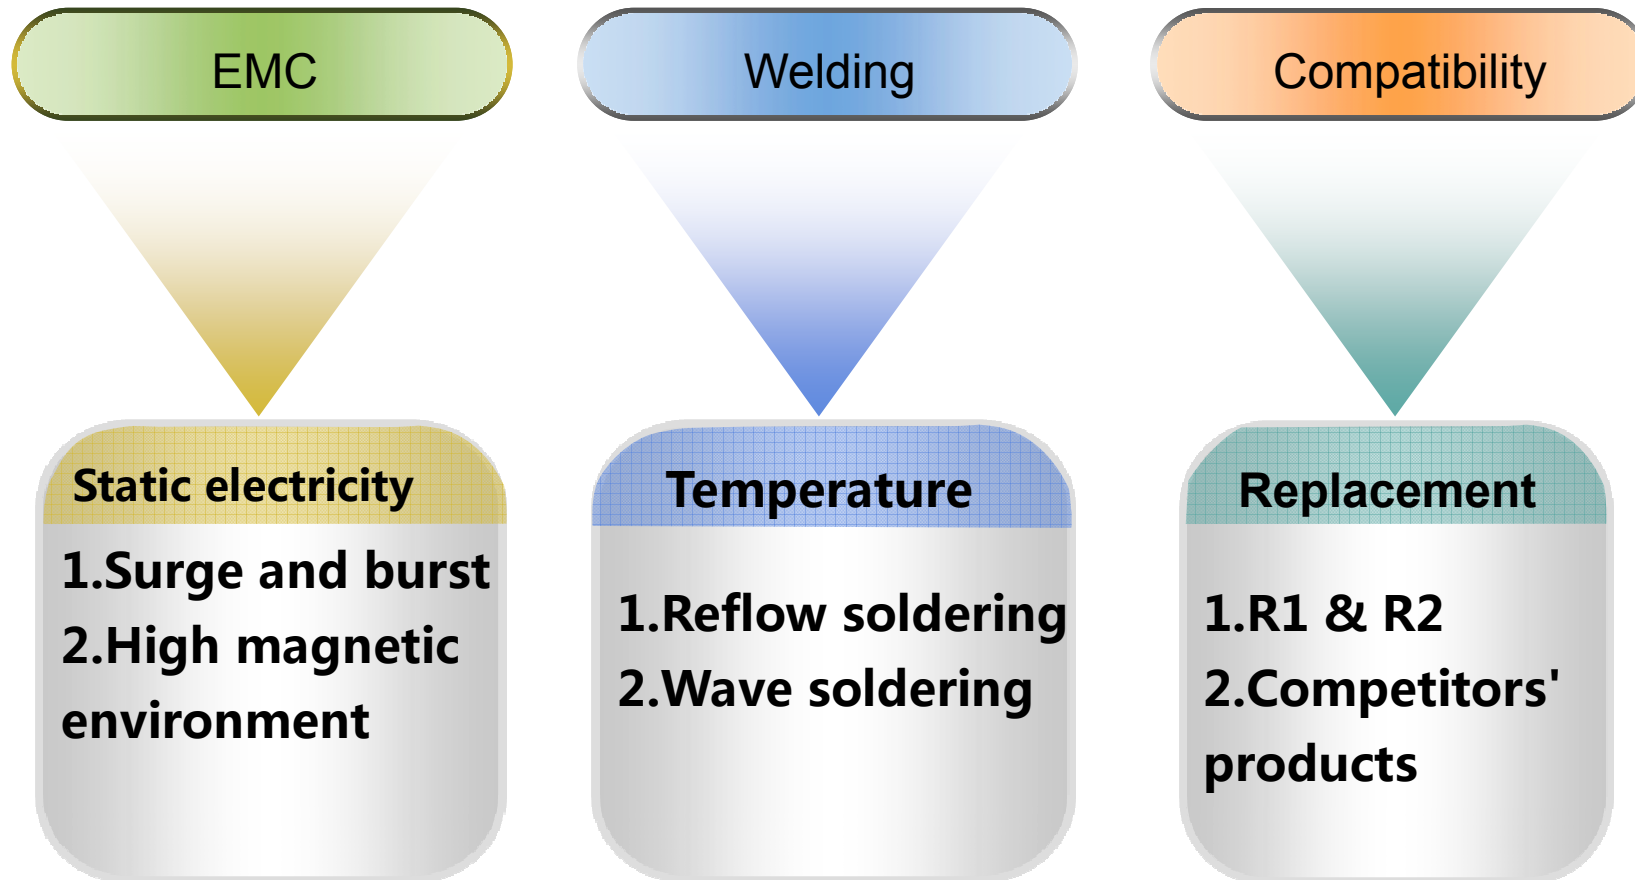 EMC
Welding
Compatibility
Static electricity
1.Surge and burst
2.High magnetic
environment
Temperature
1.Reflow soldering
2.Wave soldering
Replacement
1.R1 & R2
2.Competitors'
products